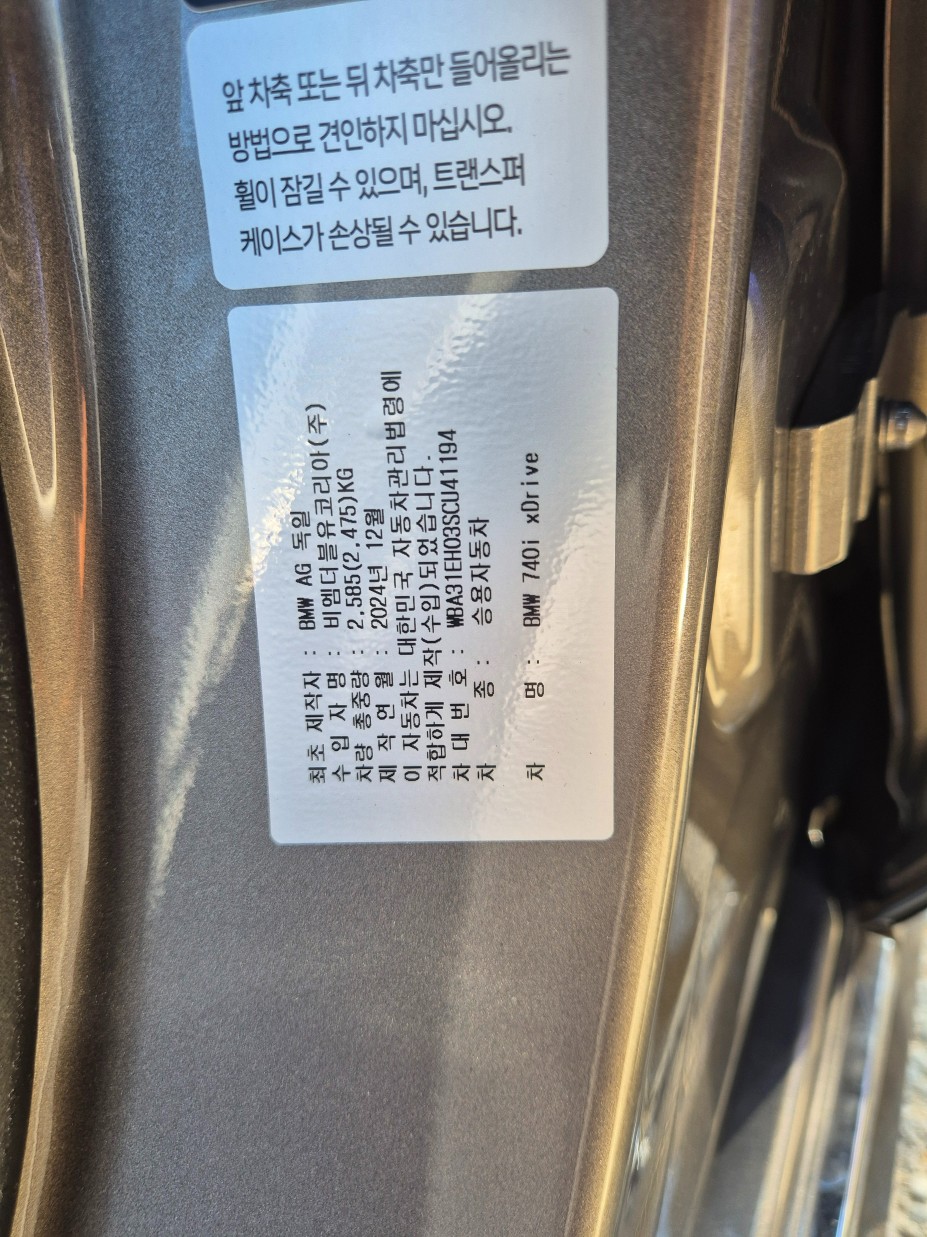 앞 차축 또는 뒤 차축만 들어올리는
방법으로 견인하지 마십시오.
휠이 잠길 수 있으며, 트랜스퍼
케이스가 손상될 수 있습니다.
최초 제작자 : BMW AG 독일
수 입 자 명 : 비엠더블유코리아(주)
차량 총중량 : 2,585(2,475)KG
제 작 연 월 : 2024년 12월
이 자동차는 대한민국 자동차관리법령에
적합하게 제작(수입)되었습니다.
차 대 번 호 : WBA31EH03SCU41194
차 종 : 승용자동차
차 명 : BMW 740i xDrive